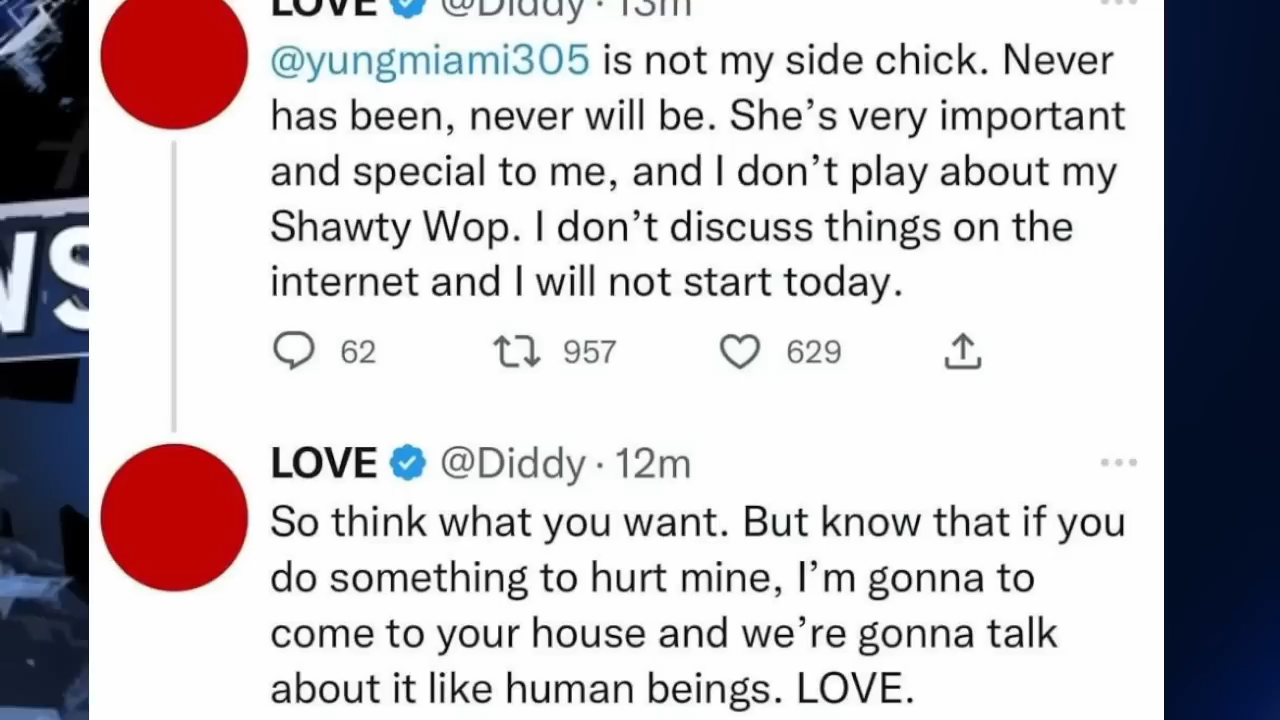 LOVE @Diddy · 13m
@yungmiami305 is not my side chick. Never
has been, never will be. She’s very important
and special to me, and I don’t play about my
Shawty Wop. I don’t discuss things on the
internet and I will not start today.
62 957 629
LOVE @Diddy · 12m
So think what you want. But know that if you
do something to hurt mine, I’m gonna to
come to your house and we’re gonna talk
about it like human beings. LOVE.